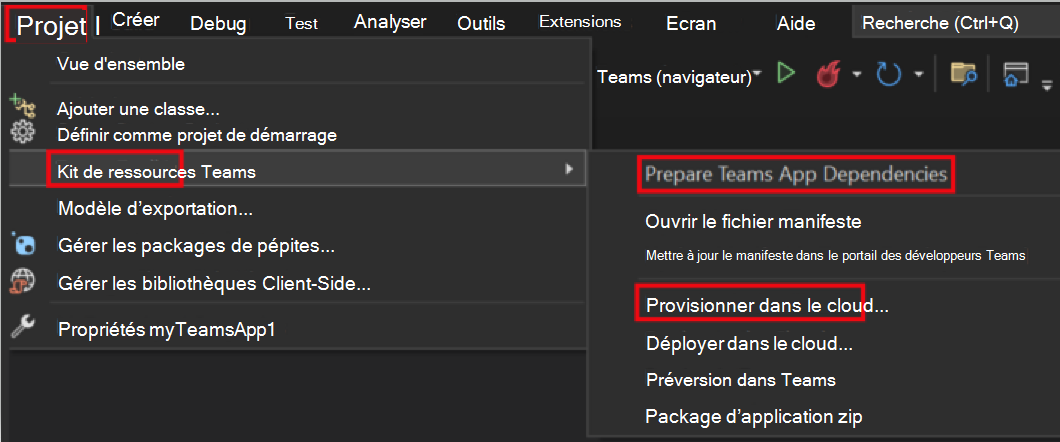 Projet | Créer Debug Test Analyser Outils Extensions Ecran Aide Recherche (Ctrl+Q)
Teams (navigateur)
Vue d'ensemble
Ajouter une classe...
Définir comme projet de démarrage
Kit de ressources Teams
Modèle d’exportation...
Gérer les packages de pépites...
Gérer les bibliothèques Client-Side...
Propriétés myTeamsApp1
Prepare Teams App Dependencies
Ouvrir le fichier manifeste
Mettre à jour le manifeste dans le portail des développeurs Teams
Provisionner dans le cloud...
Déployer dans le cloud...
Préversion dans Teams
Package d’application zip